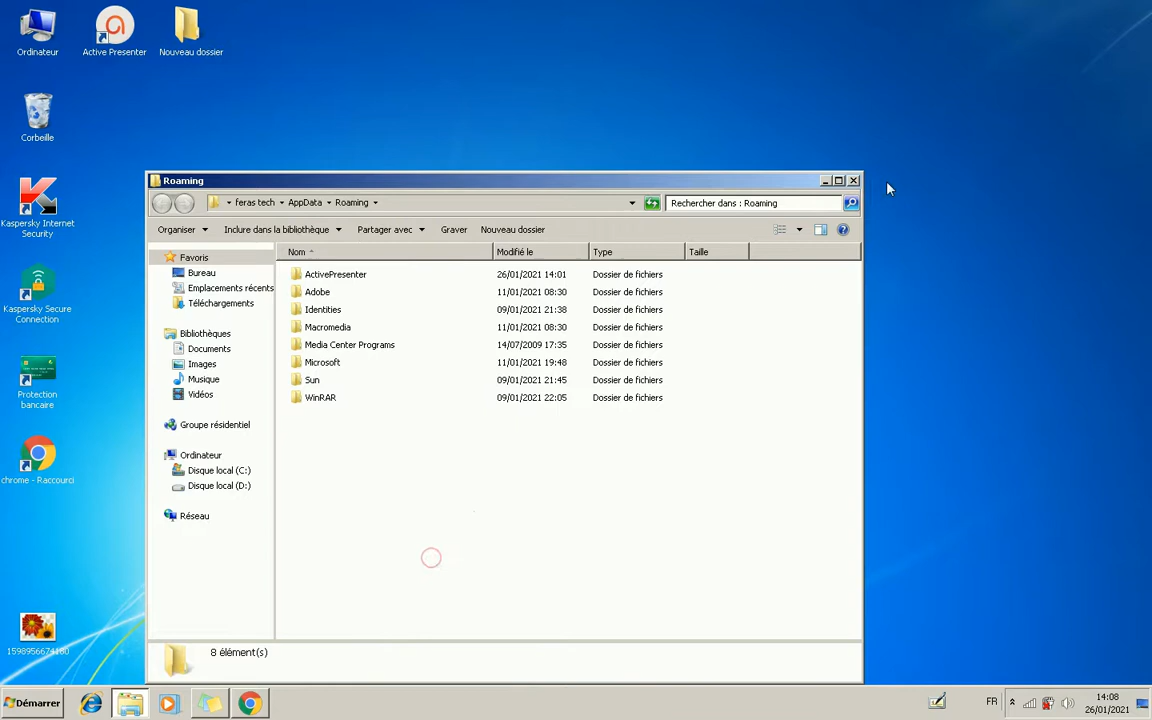 Ordinateur
Active Presenter
Nouveau dossier
Corbeille
Kaspersky Internet
Security
Kaspersky Secure
Connection
Protection
bancaire
chrome - Raccourci
1598956674180
Roaming
feras tech
AppData
Roaming
Rechercher dans : Roaming
Organiser
Inclure dans la bibliothèque
Partager avec
Graver
Nouveau dossier
Favoris
Bureau
Emplacements récents
Téléchargements
Bibliothèques
Documents
Images
Musique
Vidéos
Groupe résidentiel
Ordinateur
Disque local (C:)
Disque local (D:)
Réseau
Nom Modifié le Type Taille
ActivePresenter 26/01/2021 14:01 Dossier de fichiers
Adobe 11/01/2021 08:30 Dossier de fichiers
Identities 09/01/2021 21:38 Dossier de fichiers
Macromedia 11/01/2021 08:30 Dossier de fichiers
Media Center Programs 14/07/2009 17:35 Dossier de fichiers
Microsoft 11/01/2021 19:48 Dossier de fichiers
Sun 09/01/2021 21:45 Dossier de fichiers
WinRAR 09/01/2021 22:05 Dossier de fichiers
8 élément(s)
Démarrer
FR
14:08
26/01/2021